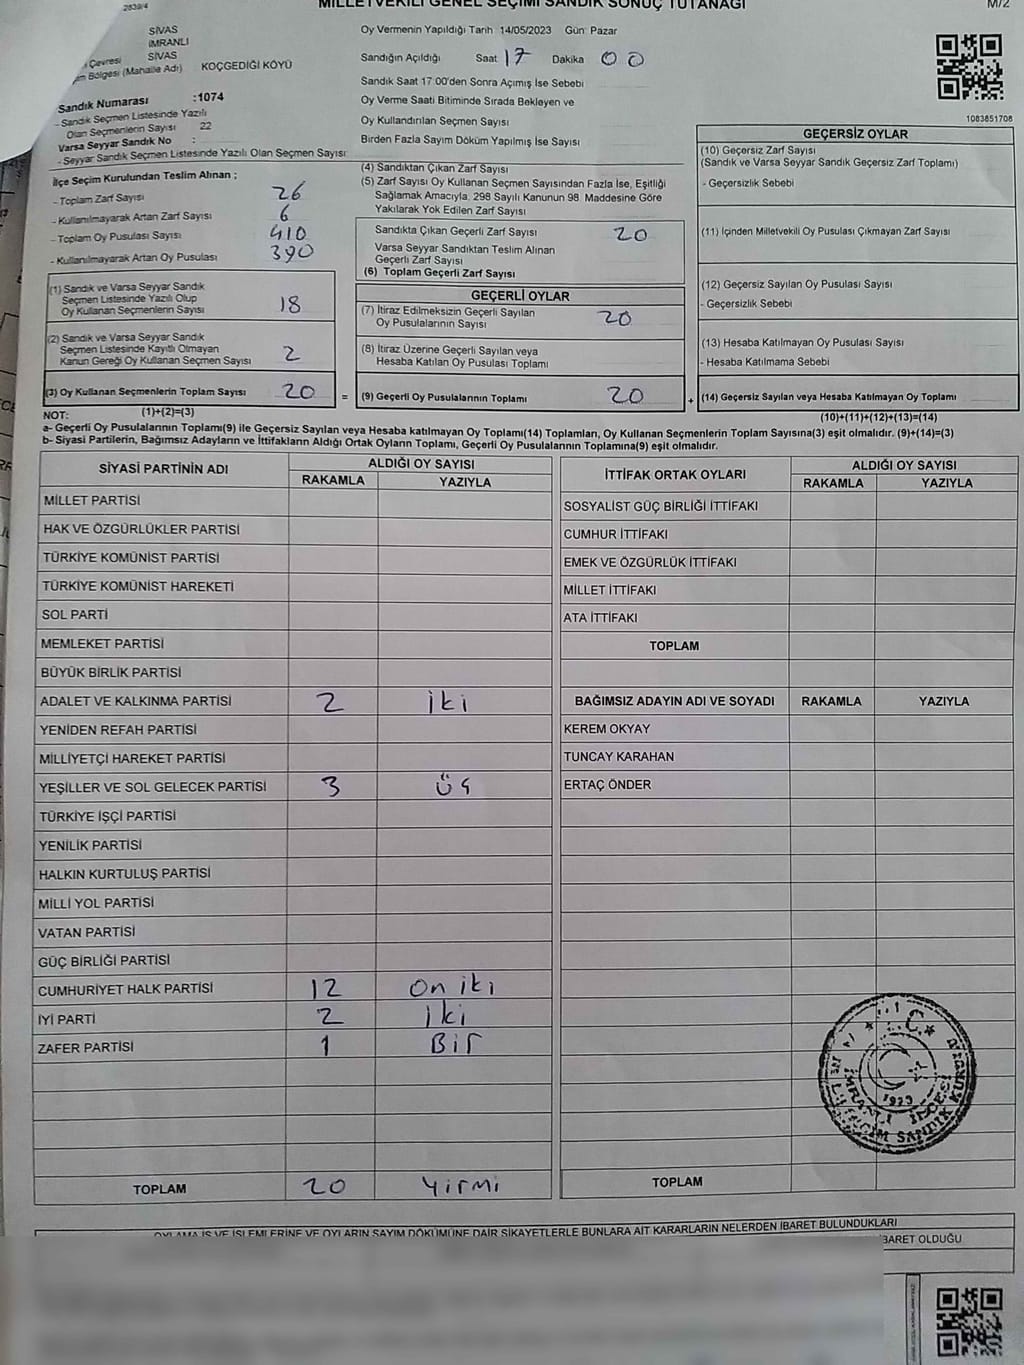 2839/4
MİLLETVEKİLİ GENEL SEÇİMİ SANDIK SONUÇ TUTANAĞI
M/2
SİVAS
İMRANLI
Çevresi SİVAS
Bölgesi (Mahalle Adı) KOÇGEDİĞİ KÖYÜ
Sandık Numarası :1074
- Sandık Seçmen Listesinde Yazılı
Olan Seçmenlerin Sayısı 22
Varsa Seyyar Sandık No :
- Seyyar Sandık Seçmen Listesinde Yazılı Olan Seçmen Sayısı:
Oy Vermenin Yapıldığı Tarih 14/05/2023 Gün: Pazar
Sandığın Açıldığı Saat 17 Dakika 00
Sandık Saat 17:00'den Sonra Açımış İse Sebebi
Oy Verme Saati Bitiminde Sırada Bekleyen ve
Oy Kullandırılan Seçmen Sayısı
Birden Fazla Sayım Döküm Yapılmış İse Sayısı
1083851708
İlçe Seçim Kurulundan Teslim Alınan ;
- Toplam Zarf Sayısı 26
- Kullanılmayarak Artan Zarf Sayısı 6
- Toplam Oy Pusulası Sayısı 410
- Kullanılmayarak Artan Oy Pusulası 390
(1) Sandık ve Varsa Seyyar Sandık
Seçmen Listesinde Yazılı Olup
Oy Kullanan Seçmenlerin Sayısı 18
(2) Sandık ve Varsa Seyyar Sandık
Seçmen Listesinde Kayıtlı Olmayan
Kanun Gereği Oy Kullanan Seçmen Sayısı 2
(3) Oy Kullanan Seçmenlerin Toplam Sayısı 20 =
(4) Sandıktan Çıkan Zarf Sayısı
(5) Zarf Sayısı Oy Kullanan Seçmen Sayısından Fazla İse, Eşitliği
Sağlamak Amacıyla, 298 Sayılı Kanunun 98. Maddesine Göre
Yakılarak Yok Edilen Zarf Sayısı
Sandıkta Çıkan Geçerli Zarf Sayısı 20
Varsa Seyyar Sandıktan Teslim Alınan
Geçerli Zarf Sayısı
(6) Toplam Geçerli Zarf Sayısı
GEÇERLİ OYLAR
(7) İtiraz Edilmeksizin Geçerli Sayılan
Oy Pusulalarının Sayısı 20
(8) İtiraz Üzerine Geçerli Sayılan veya
Hesaba Katılan Oy Pusulası Toplamı
(9) Geçerli Oy Pusulalarının Toplamı 20 +
GEÇERSİZ OYLAR
(10) Geçersiz Zarf Sayısı
(Sandık ve Varsa Seyyar Sandık Geçersiz Zarf Toplamı)
- Geçersizlik Sebebi
(11) İçinden Milletvekili Oy Pusulası Çıkmayan Zarf Sayısı
(12) Geçersiz Sayılan Oy Pusulası Sayısı
- Geçersizlik Sebebi
(13) Hesaba Katılmayan Oy Pusulası Sayısı
- Hesaba Katılmama Sebebi
(14) Geçersiz Sayılan veya Hesaba Katılmayan Oy Toplamı
NOT: (1)+(2)=(3)
(10)+(11)+(12)+(13)=(14)
a- Geçerli Oy Pusulalarının Toplamı(9) ile Geçersiz Sayılan veya Hesaba katılmayan Oy Toplamı(14) Toplamları, Oy Kullanan Seçmenlerin Toplam Sayısına(3) eşit olmalıdır. (9)+(14)=(3)
b- Siyasi Partilerin, Bağımsız Adayların ve İttifakların Aldığı Ortak Oyların Toplamı, Geçerli Oy Pusulalarının Toplamına(9) eşit olmalıdır.
SİYASİ PARTİNİN ADI
ALDIĞI OY SAYISI
RAKAMLA YAZIYLA
MİLLET PARTİSİ
HAK VE ÖZGÜRLÜKLER PARTİSİ
TÜRKİYE KOMÜNİST PARTİSİ
TÜRKİYE KOMÜNİST HAREKETİ
SOL PARTİ
MEMLEKET PARTİSİ
BÜYÜK BİRLİK PARTİSİ
ADALET VE KALKINMA PARTİSİ 2 iki
YENİDEN REFAH PARTİSİ
MİLLİYETÇİ HAREKET PARTİSİ
YEŞİLLER VE SOL GELECEK PARTİSİ 3 üç
TÜRKİYE İŞÇİ PARTİSİ
YENİLİK PARTİSİ
HALKIN KURTULUŞ PARTİSİ
MİLLİ YOL PARTİSİ
VATAN PARTİSİ
GÜÇ BİRLİĞİ PARTİSİ
CUMHURİYET HALK PARTİSİ 12 on iki
İYİ PARTİ 2 iki
ZAFER PARTİSİ 1 Bir
TOPLAM 20 Yirmi
İTTİFAK ORTAK OYLARI
ALDIĞI OY SAYISI
RAKAMLA YAZIYLA
SOSYALİST GÜÇ BİRLİĞİ İTTİFAKI
CUMHUR İTTİFAKI
EMEK VE ÖZGÜRLÜK İTTİFAKI
MİLLET İTTİFAKI
ATA İTTİFAKI
TOPLAM
BAĞIMSIZ ADAYIN ADI VE SOYADI RAKAMLA YAZIYLA
KEREM OKYAY
TUNCAY KARAHAN
ERTAÇ ÖNDER
TOPLAM
T.C.
1923
İMRANLI İLÇESİ
SANDIK KURULU
OYLAMA İŞ VE İŞLEMLERİNE VE OYLARIN SAYIM DÖKÜMÜNE DAİR ŞİKAYETLERLE BUNLARA AİT KARARLARIN NELERDEN İBARET BULUNDUKLARI
İBARET OLDUĞU